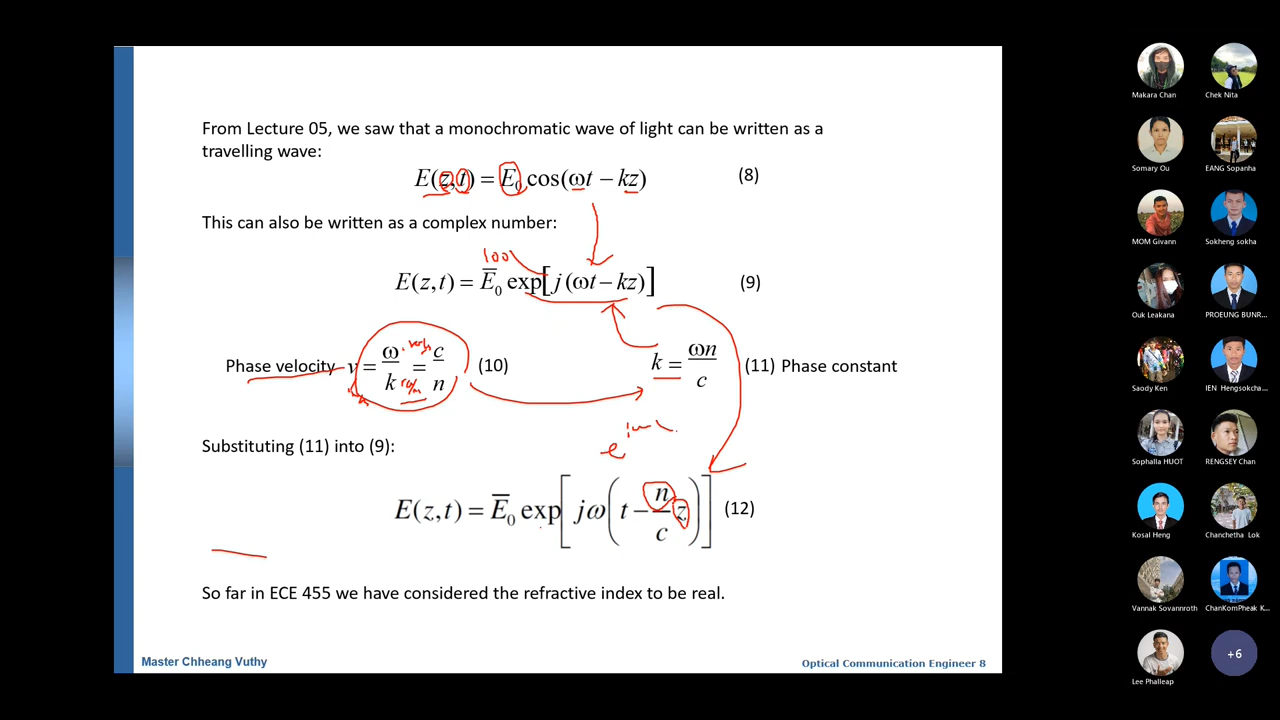 From Lecture 05, we saw that a monochromatic wave of light can be written as a
travelling wave:
E(z,t) = E₀ cos(ωt − kz) (8)
This can also be written as a complex number:
100
E(z,t) = E̅₀ exp[j(ωt − kz)] (9)
Phase velocity v = ω/k = c/n (10) k = ωn/c (11) Phase constant
Substituting (11) into (9):
E(z,t) = E̅₀ exp[jω(t − n/c z)] (12)
So far in ECE 455 we have considered the refractive index to be real.
Master Chheang Vuthy
Optical Communication Engineer 8
Makara Chan
Chek Nita
Somary Ou
EANG Sopanha
MOM Givann
Sokheng sokha
Ouk Leakana
PROEUNG BUNR...
Saody Ken
IEN Hengsokcha...
Sophalla HUOT
RENGSEY Chan
Kosal Heng
Chanchetha Lok
Vannak Sovannroth
ChanKomPheak K...
Lee Phalleap
+6